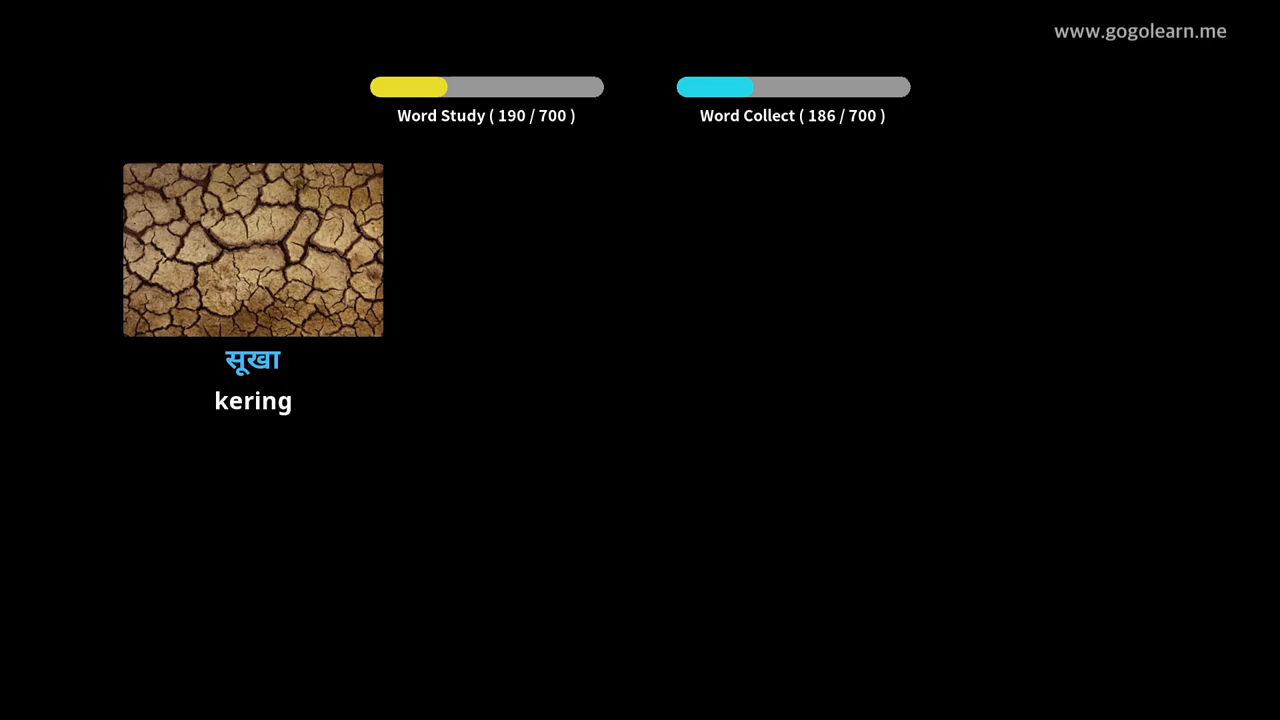 www.gogolearn.me
Word Study ( 190 / 700 )
Word Collect ( 186 / 700 )
सूखा
kering